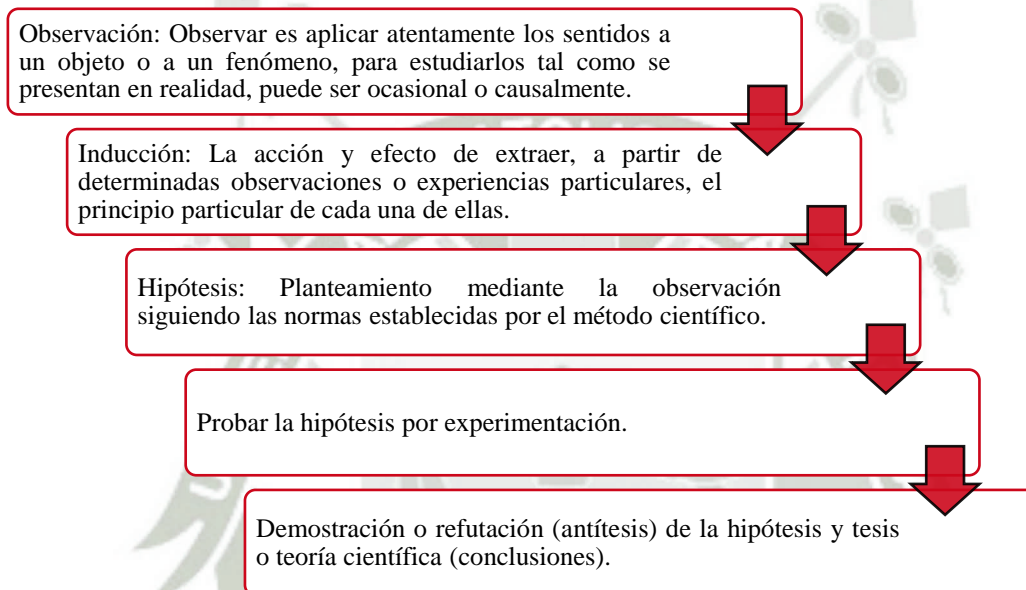 Observación: Observar es aplicar atentamente los sentidos a
un objeto o a un fenómeno, para estudiarlos tal como se
presentan en realidad, puede ser ocasional o causalmente.
Inducción: La acción y efecto de extraer, a partir de
determinadas observaciones o experiencias particulares, el
principio particular de cada una de ellas.
Hipótesis: Planteamiento mediante la observación
siguiendo las normas establecidas por el método científico.
Probar la hipótesis por experimentación.
Demostración o refutación (antítesis) de la hipótesis y tesis
o teoría científica (conclusiones).